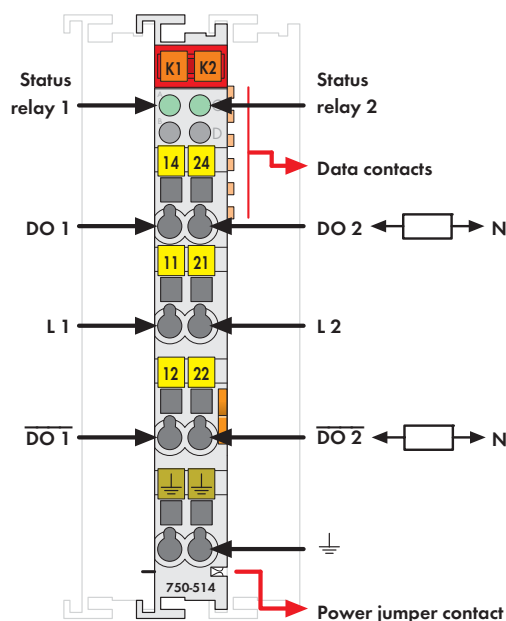 K1 K2
Status
relay 1
Status
relay 2
A C
B D
Data contacts
14 24
DO 1
DO 2
N
11 21
L 1
L 2
12 22
DO 1
DO 2
N
750-514
Power jumper contact